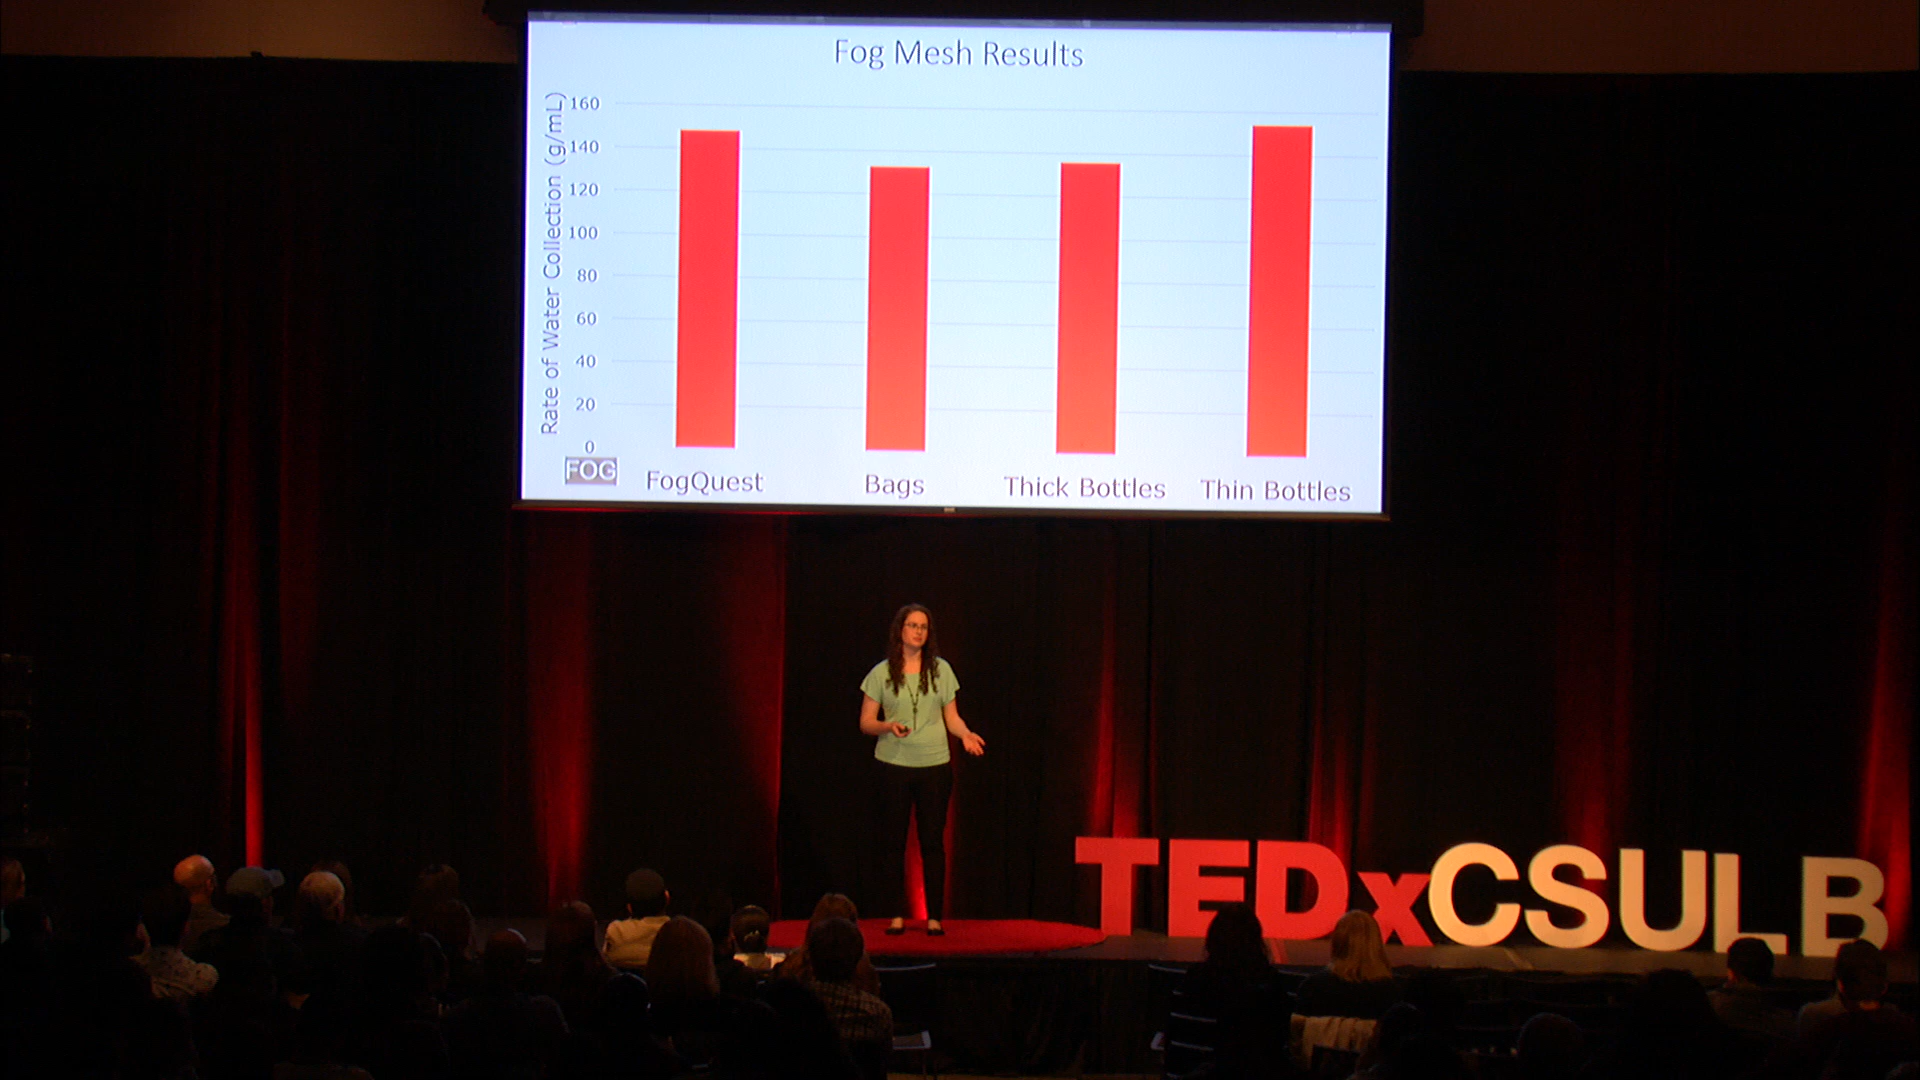 Fog Mesh Results
Rate of Water Collection (g/mL)
160
140
120
100
80
60
40
20
0
FOG
FogQuest Bags Thick Bottles Thin Bottles
TEDxCSULB